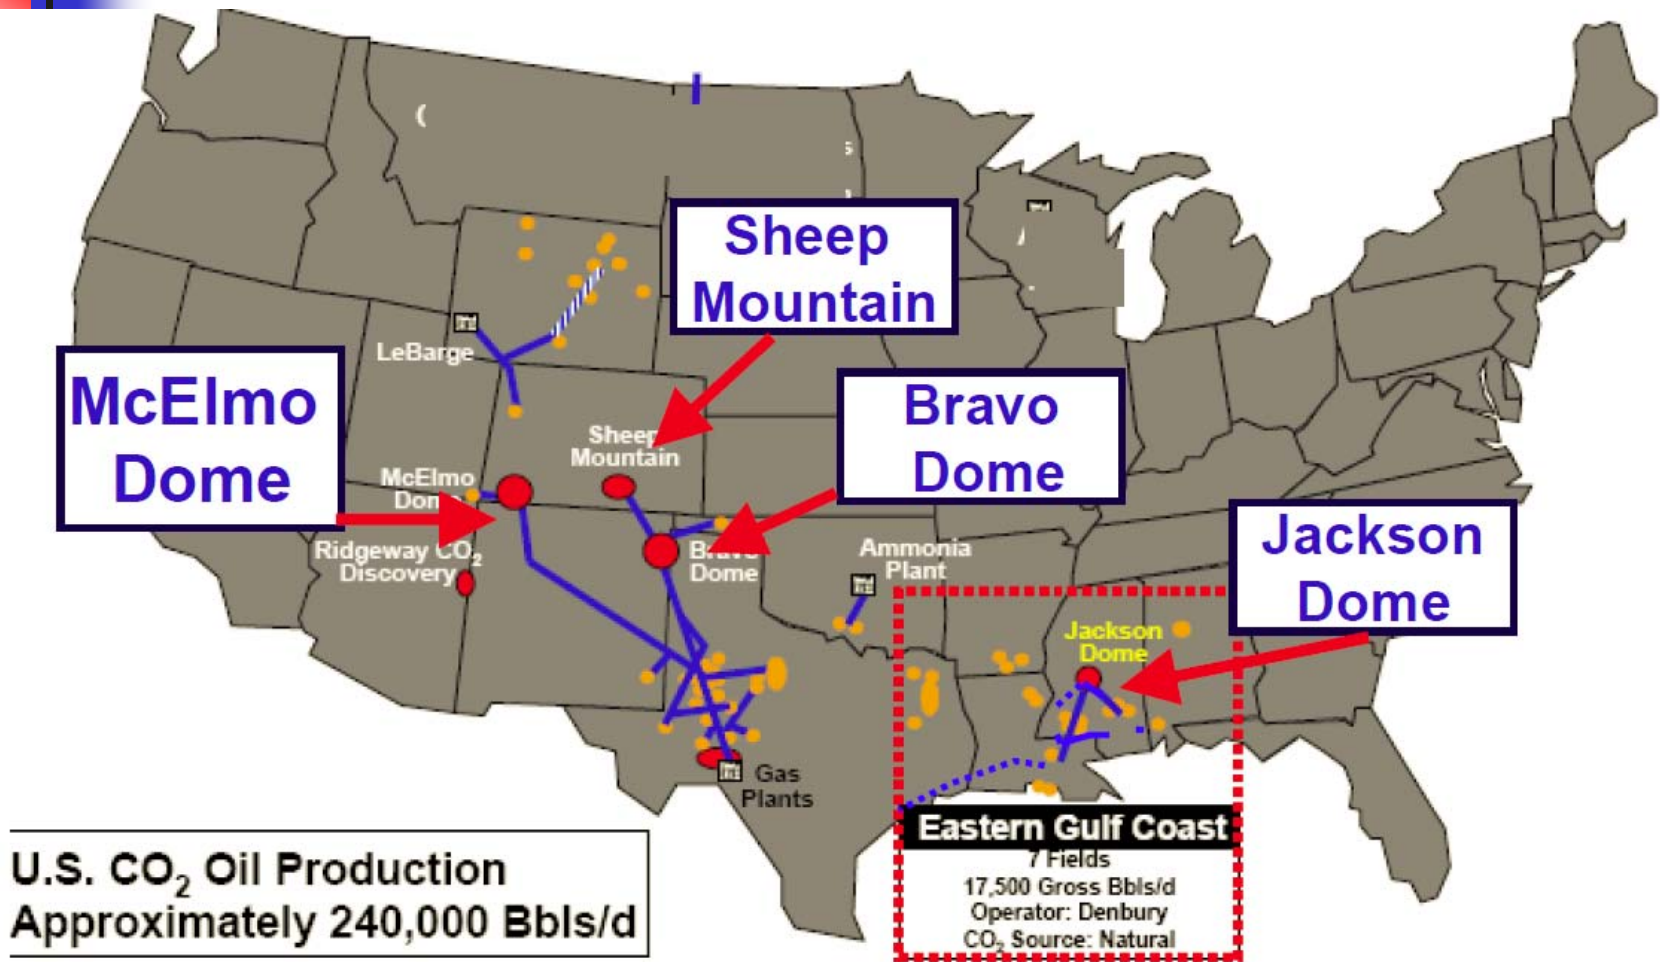 Sheep
Mountain
LeBarge
McElmo
Dome
Bravo
Dome
Sheep
Mountain
McElmo
Dome
Jackson
Dome
Ridgeway CO₂
Discovery
Bravo
Dome
Ammonia
Plant
Jackson
Dome
Gas
Plants
Eastern Gulf Coast
7 Fields
17,500 Gross Bbls/d
Operator: Denbury
CO₂ Source: Natural
U.S. CO₂ Oil Production
Approximately 240,000 Bbls/d